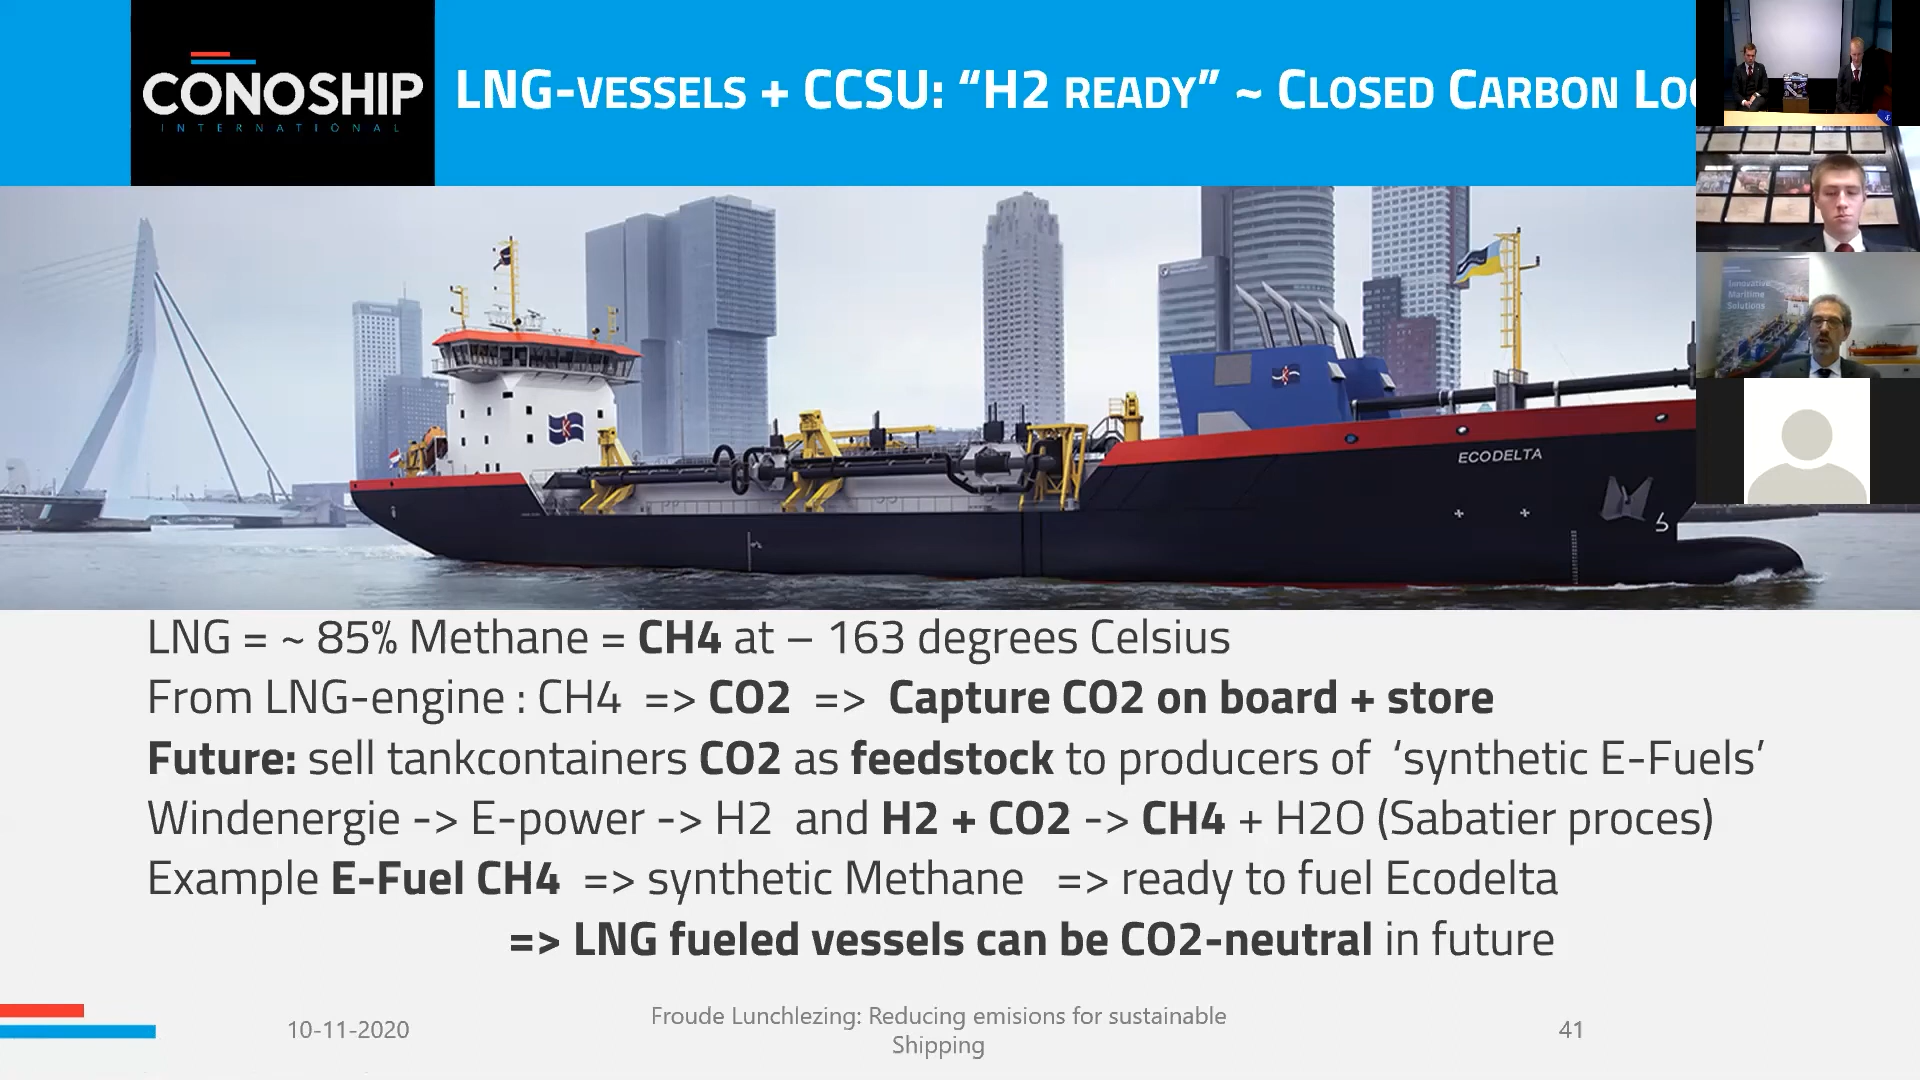 CONOSHIP
INTERNATIONAL
LNG-VESSELS + CCSU: “H2 READY” ~ CLOSED CARBON
Innovative
Maritime
Solutions
ECODELTA
LNG = ~ 85% Methane = CH4 at – 163 degrees Celsius
From LNG-engine : CH4 => CO2 => Capture CO2 on board + store
Future: sell tankcontainers CO2 as feedstock to producers of ‘synthetic E-Fuels’
Windenergie -> E-power -> H2 and H2 + CO2 -> CH4 + H2O (Sabatier proces)
Example E-Fuel CH4 => synthetic Methane => ready to fuel Ecodelta
=> LNG fueled vessels can be CO2-neutral in future
10-11-2020
Froude Lunchlezing: Reducing emisions for sustainable
Shipping
41